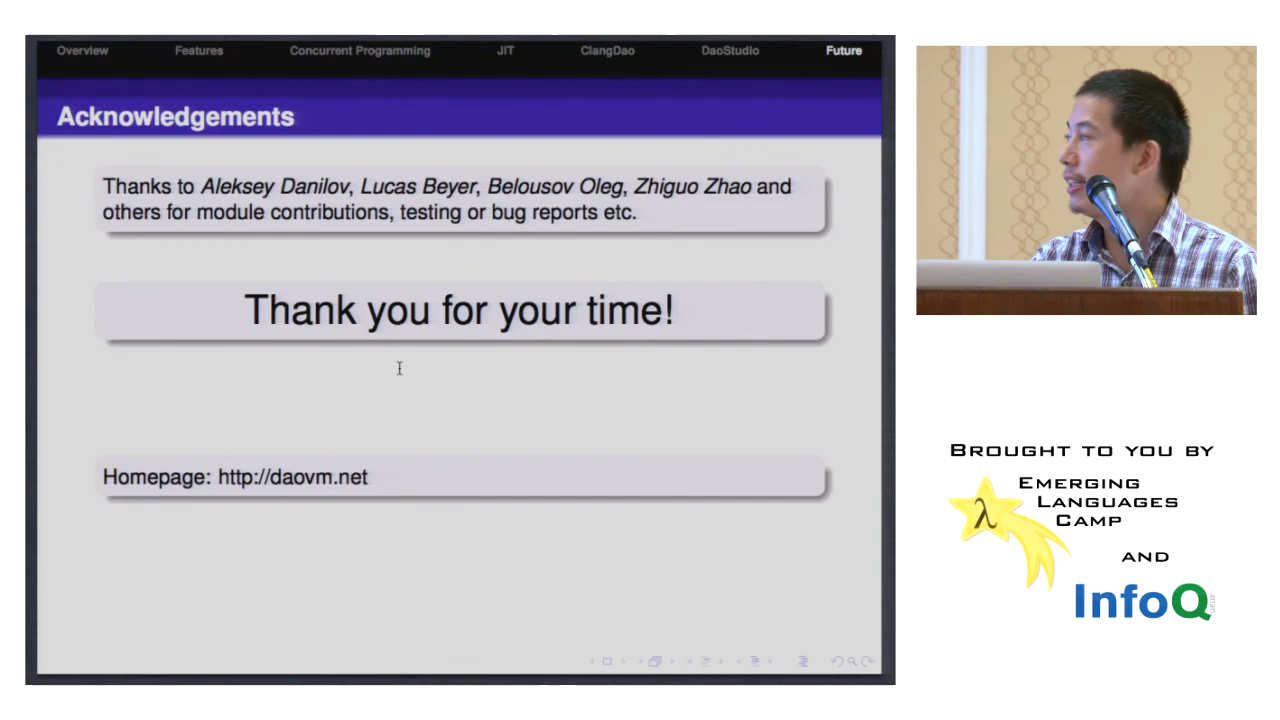 Overview Features Concurrent Programming JIT ClangDao DaoStudio Future
Acknowledgements
Thanks to Aleksey Danilov, Lucas Beyer, Belousov Oleg, Zhiguo Zhao and
others for module contributions, testing or bug reports etc.
Thank you for your time!
Homepage: http://daovm.net
BROUGHT TO YOU BY
EMERGING
LANGUAGES
CAMP
λ
AND
InfoQ
ueue